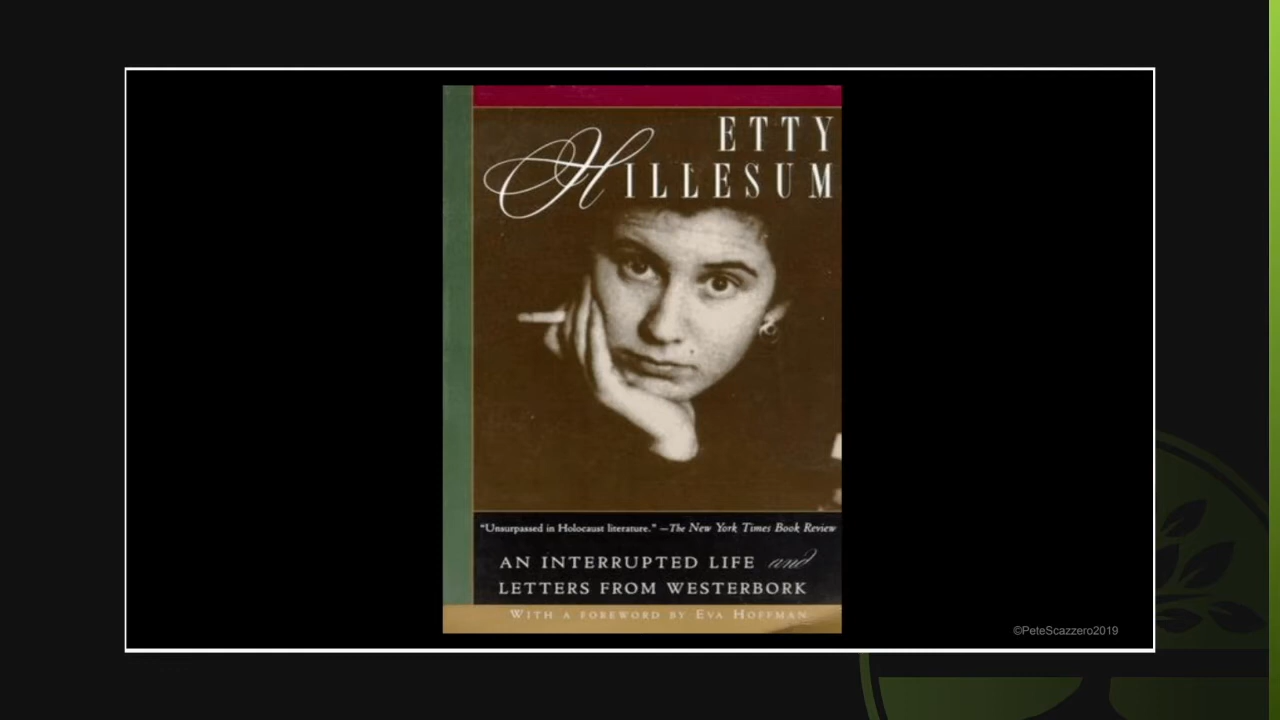 ETTY
HILLESUM
"Unsurpassed in Holocaust literature." —The New York Times Book Review
AN INTERRUPTED LIFE and
LETTERS FROM WESTERBORK
WITH A FOREWORD BY EVA HOFFMAN
©PeteScazzero2019